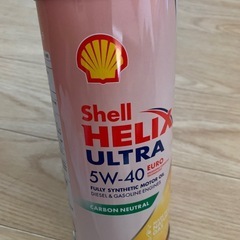 Shell
HELIX
ULTRA
5W-40 EURO
FULLY SYNTHETIC MOTOR OIL
DIESEL & GASOLINE ENGINES
CARBON NEUTRAL